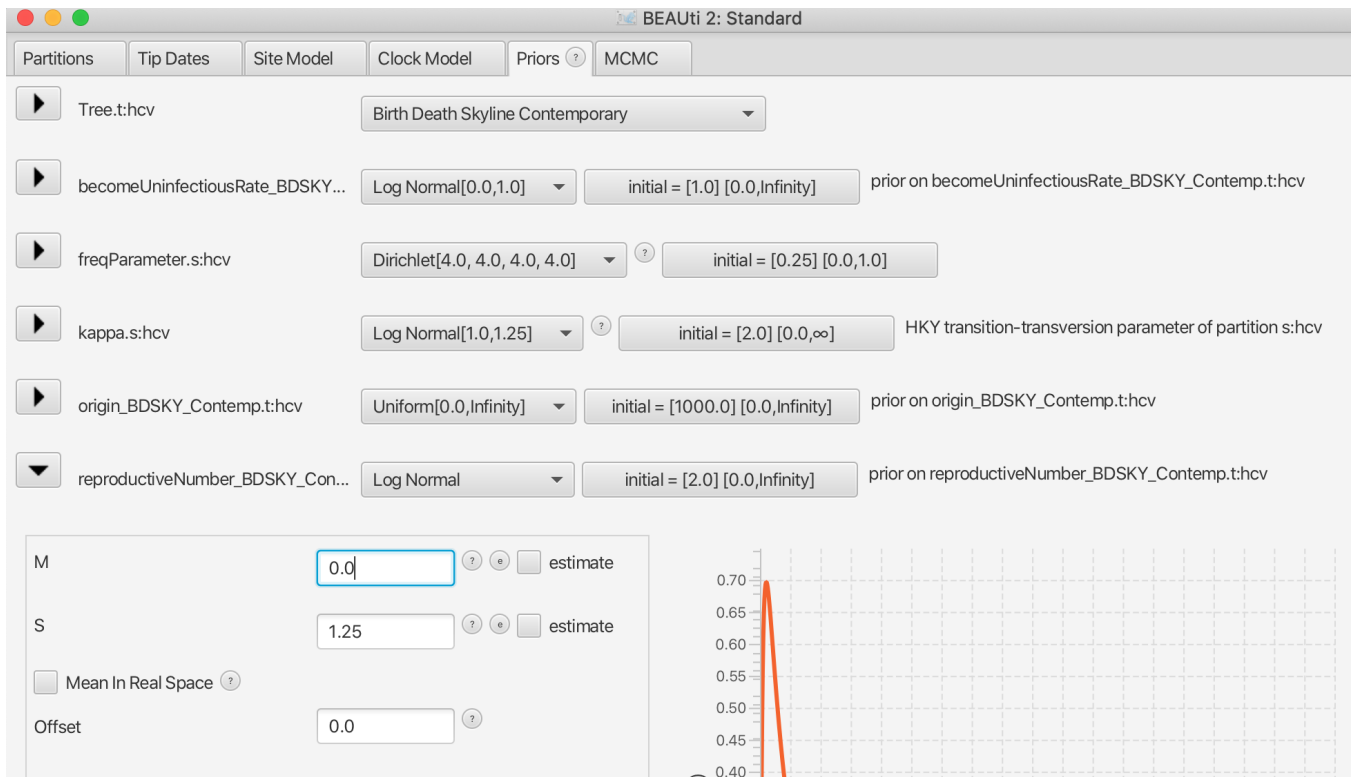 BEAUti 2: Standard
Partitions Tip Dates Site Model Clock Model Priors ? MCMC
Tree.t:hcv Birth Death Skyline Contemporary
becomeUninfectiousRate_BDSKY... Log Normal[0.0,1.0] initial = [1.0] [0.0,Infinity] prior on becomeUninfectiousRate_BDSKY_Contemp.t:hcv
freqParameter.s:hcv Dirichlet[4.0, 4.0, 4.0, 4.0] ? initial = [0.25] [0.0,1.0]
kappa.s:hcv Log Normal[1.0,1.25] ? initial = [2.0] [0.0,∞] HKY transition-transversion parameter of partition s:hcv
origin_BDSKY_Contemp.t:hcv Uniform[0.0,Infinity] initial = [1000.0] [0.0,Infinity] prior on origin_BDSKY_Contemp.t:hcv
reproductiveNumber_BDSKY_Con... Log Normal initial = [2.0] [0.0,Infinity] prior on reproductiveNumber_BDSKY_Contemp.t:hcv
M 0.0 ? e estimate
S 1.25 ? e estimate
Mean In Real Space ?
Offset 0.0 ?
0.70
0.65
0.60
0.55
0.50
0.45
0.40